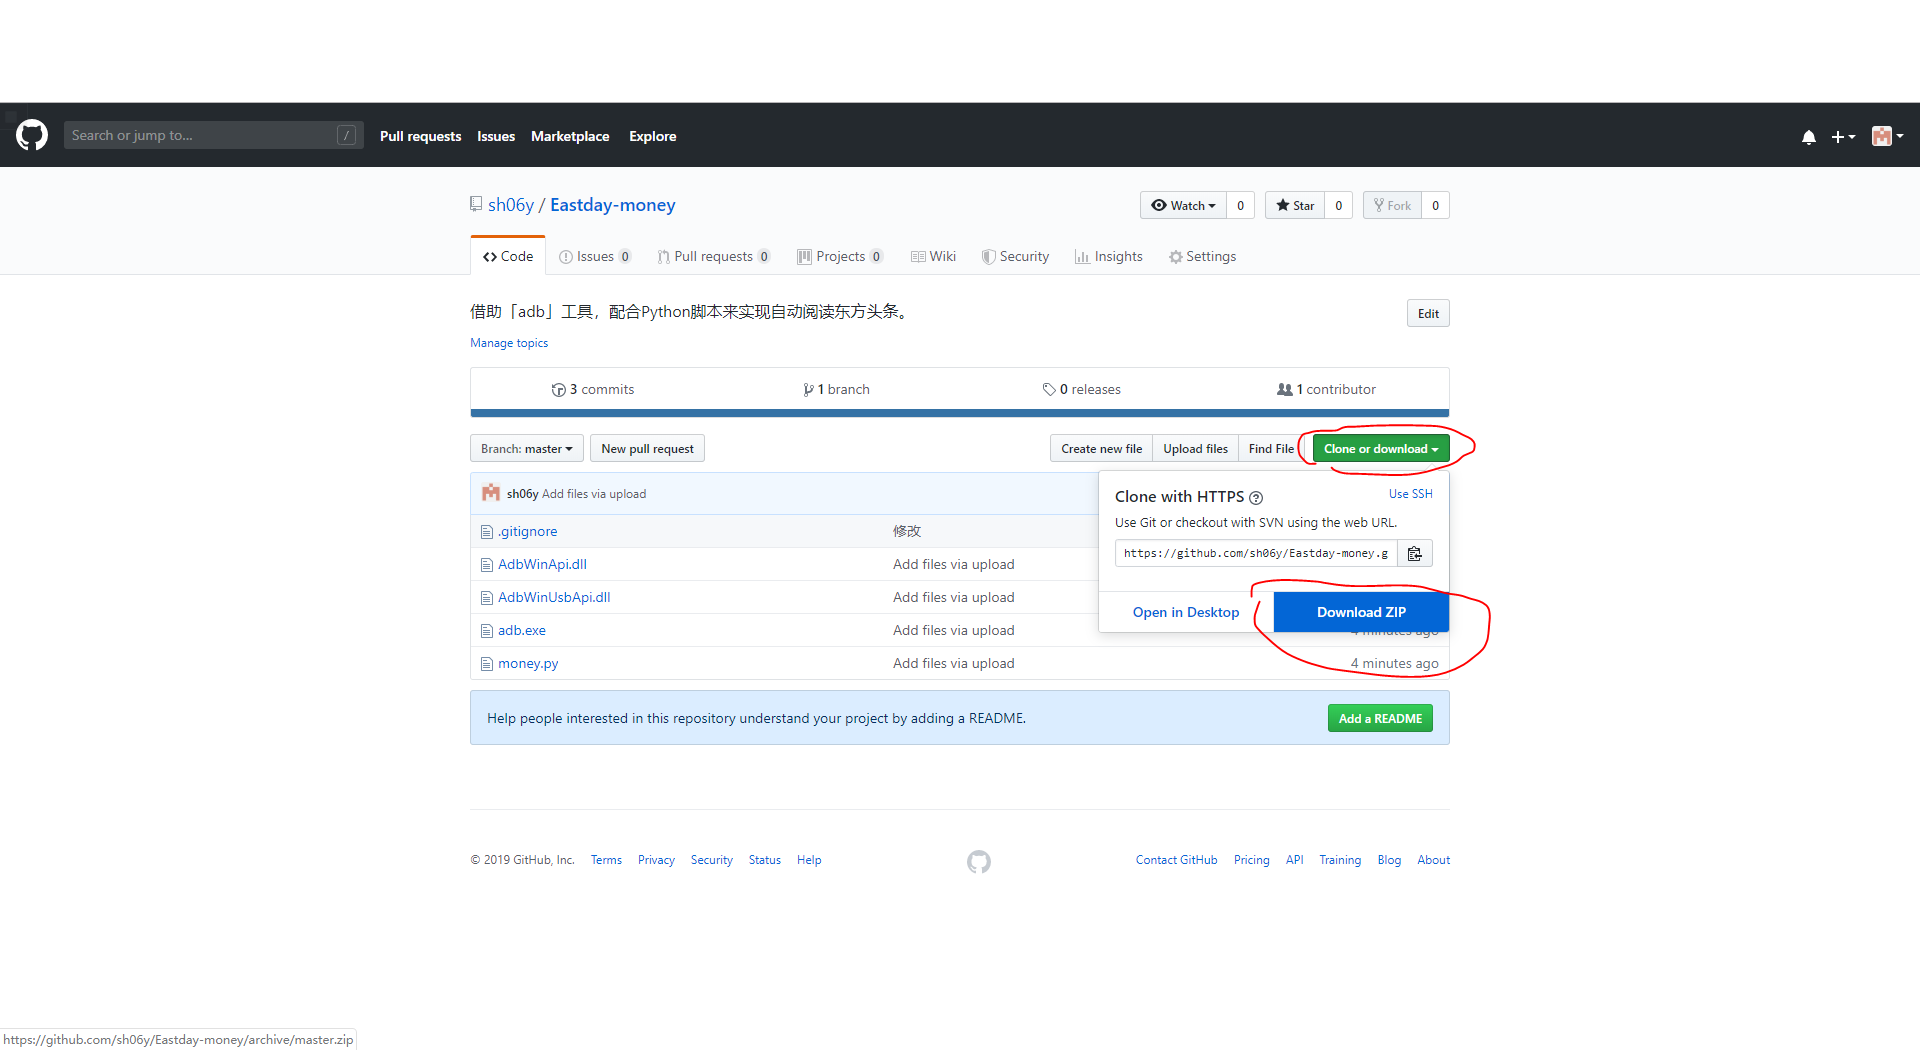 Search or jump to... / Pull requests Issues Marketplace Explore
sh06y / Eastday-money Watch 0 Star 0 Fork 0
Code Issues 0 Pull requests 0 Projects 0 Wiki Security Insights Settings
借助「adb」工具，配合Python脚本来实现自动阅读东方头条。 Edit
Manage topics
3 commits 1 branch 0 releases 1 contributor
Branch: master New pull request Create new file Upload files Find File Clone or download
sh06y Add files via upload
Clone with HTTPS ? Use SSH
Use Git or checkout with SVN using the web URL.
https://github.com/sh06y/Eastday-money.g
Open in Desktop Download ZIP
.gitignore 修改
AdbWinApi.dll Add files via upload
AdbWinUsbApi.dll Add files via upload
adb.exe Add files via upload 4 minutes ago
money.py Add files via upload 4 minutes ago
Help people interested in this repository understand your project by adding a README. Add a README
© 2019 GitHub, Inc. Terms Privacy Security Status Help Contact GitHub Pricing API Training Blog About
https://github.com/sh06y/Eastday-money/archive/master.zip